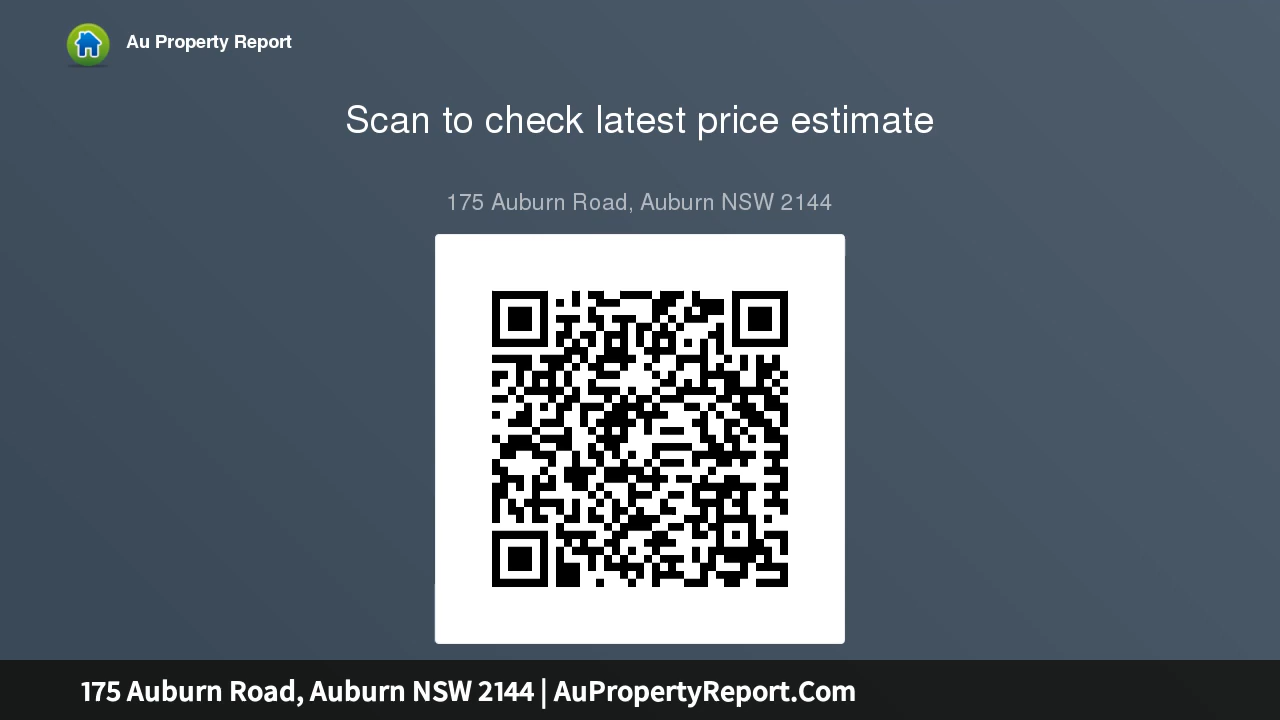 Au Property Report
Scan to check latest price estimate
175 Auburn Road, Auburn NSW 2144
175 Auburn Road, Auburn NSW 2144 | AuPropertyReport.Com